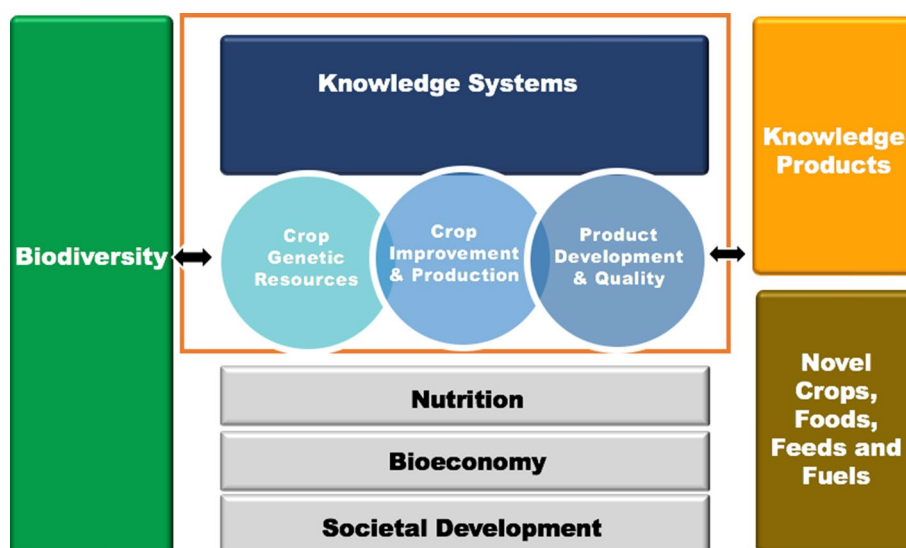 Biodiversity
Knowledge Systems
Crop
Genetic
Resources
Crop
Improvement
& Production
Product
Development
& Quality
Nutrition
Bioeconomy
Societal Development
Knowledge
Products
Novel
Crops,
Foods,
Feeds and
Fuels